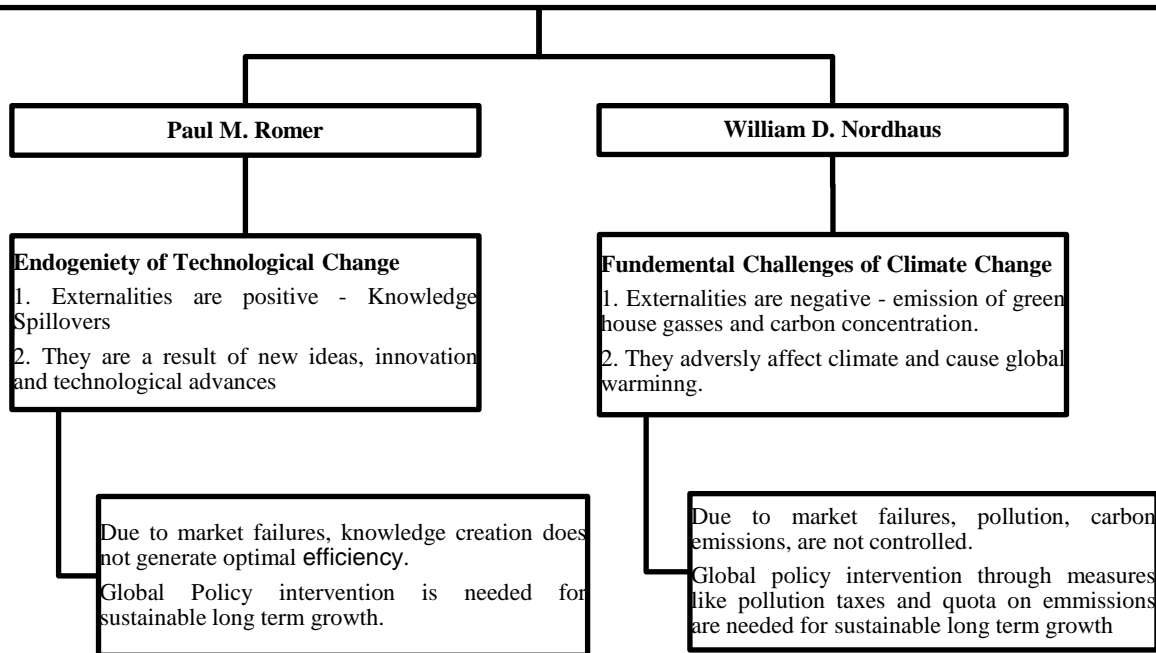 Paul M. Romer
Endogeniety of Technological Change
1. Externalities are positive - Knowledge
Spillovers
2. They are a result of new ideas, innovation
and technological advances
Due to market failures, knowledge creation does
not generate optimal efficiency.
Global Policy intervention is needed for
sustainable long term growth.
William D. Nordhaus
Fundemental Challenges of Climate Change
1. Externalities are negative - emission of green
house gasses and carbon concentration.
2. They adversly affect climate and cause global
warminng.
Due to market failures, pollution, carbon
emissions, are not controlled.
Global policy intervention through measures
like pollution taxes and quota on emmissions
are needed for sustainable long term growth